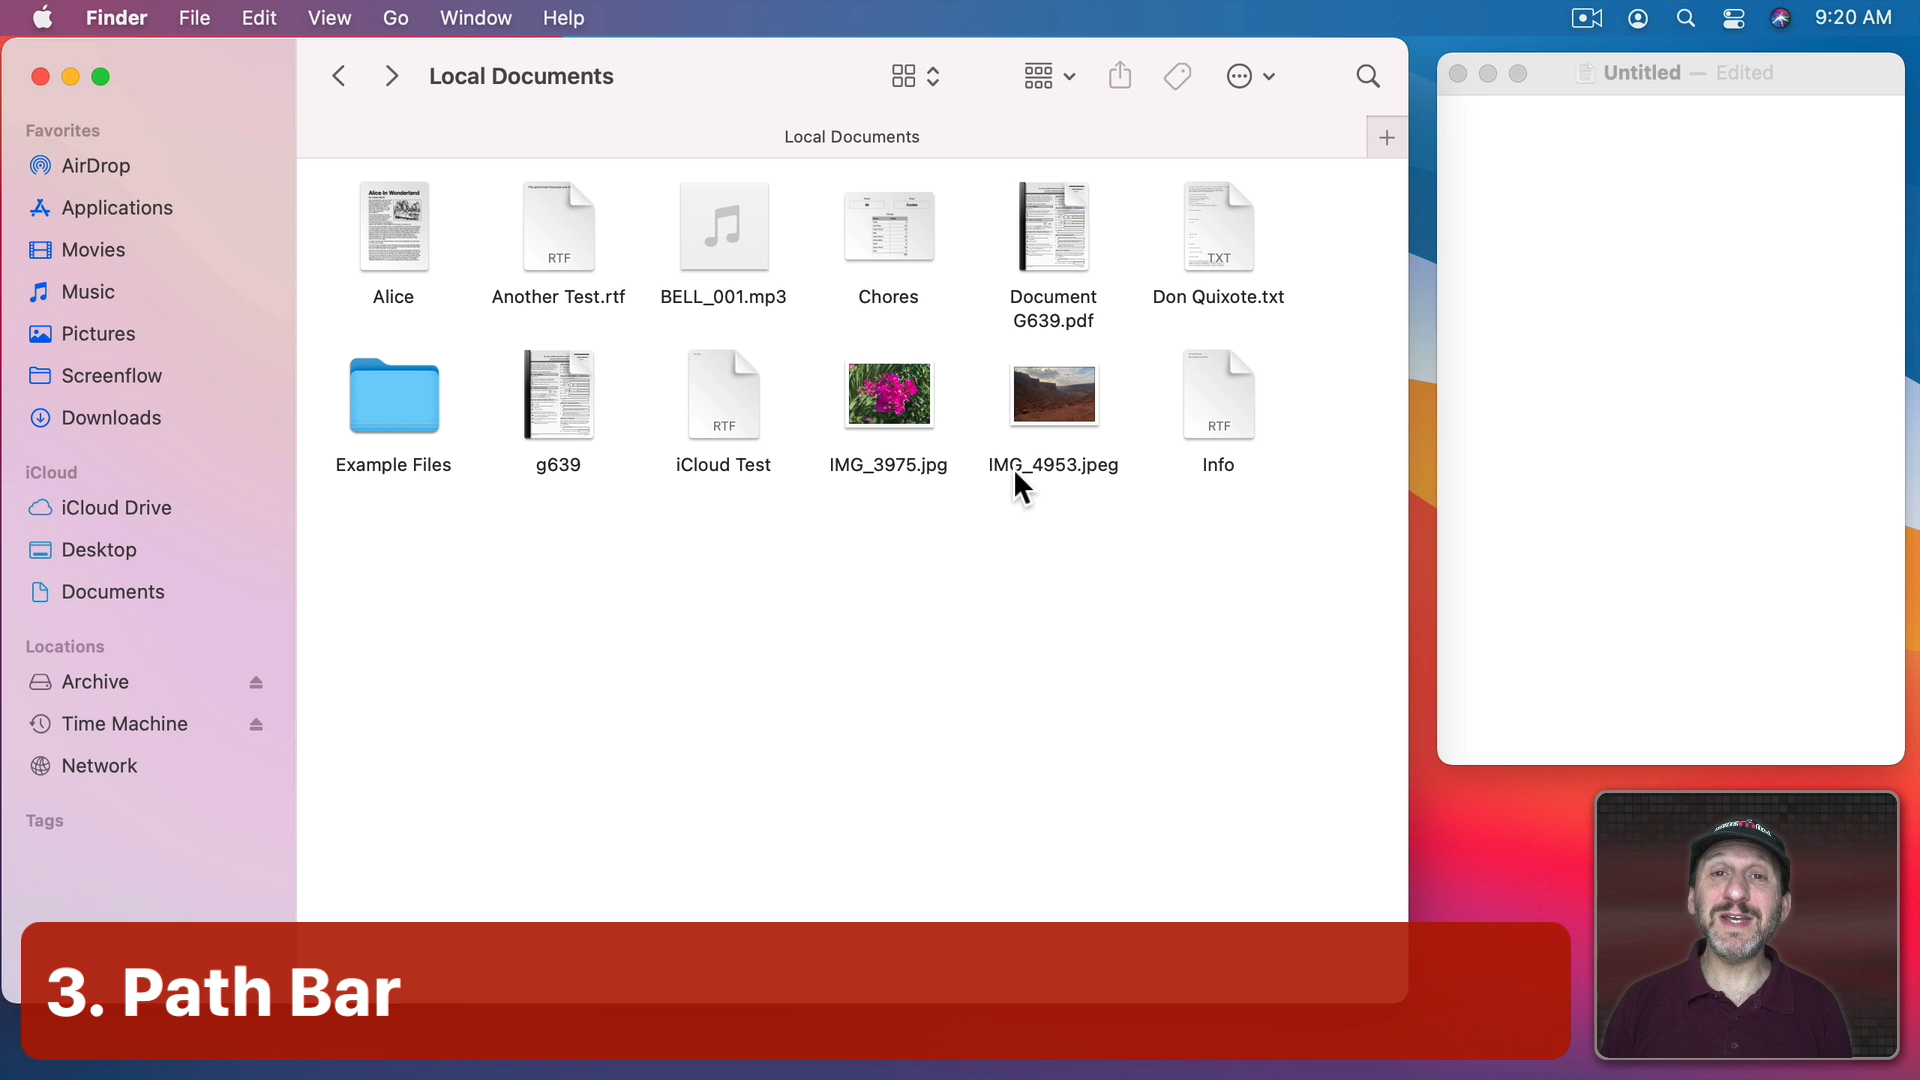 Finder File Edit View Go Window Help
9:20 AM
Local Documents
Untitled — Edited
Local Documents
Favorites
AirDrop
Applications
Movies
Music
Pictures
Screenflow
Downloads
iCloud
iCloud Drive
Desktop
Documents
Locations
Archive
Time Machine
Network
Tags
Alice In Wonderland
RTF
TXT
Alice
Another Test.rtf
BELL_001.mp3
Chores
Document
G639.pdf
Don Quixote.txt
RTF
RTF
Example Files
g639
iCloud Test
IMG_3975.jpg
IMG_4953.jpeg
Info
3. Path Bar